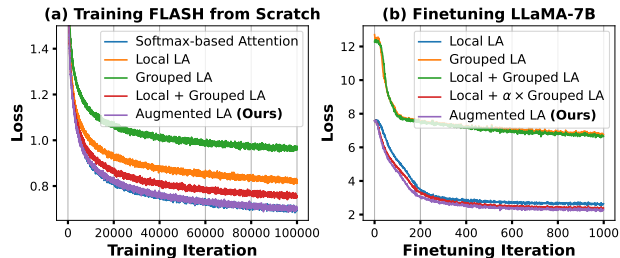 (a) Training FLASH from Scratch
Loss
1.4
1.2
1.0
0.8
Softmax-based Attention
Local LA
Grouped LA
Local + Grouped LA
Augmented LA (Ours)
0
20000
40000
60000
80000
100000
Training Iteration
(b) Finetuning LLaMA-7B
Loss
12
10
8
6
4
2
Local LA
Grouped LA
Local + Grouped LA
Local + α × Grouped LA
Augmented LA (Ours)
0
200
400
600
800
1000
Finetuning Iteration